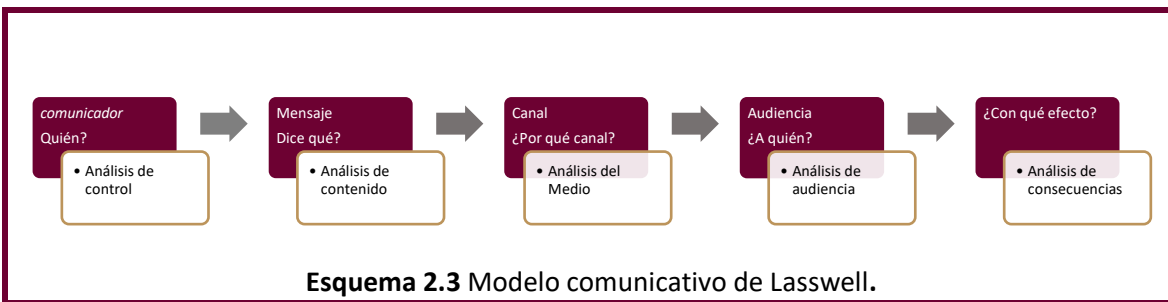 comunicador
Quién?
• Análisis de
control
Mensaje
Dice qué?
• Análisis de
contenido
Canal
¿Por qué canal?
• Análisis del
Medio
Audiencia
¿A quién?
• Análisis de
audiencia
¿Con qué efecto?
• Análisis de
consecuencias
Esquema 2.3 Modelo comunicativo de Lasswell.